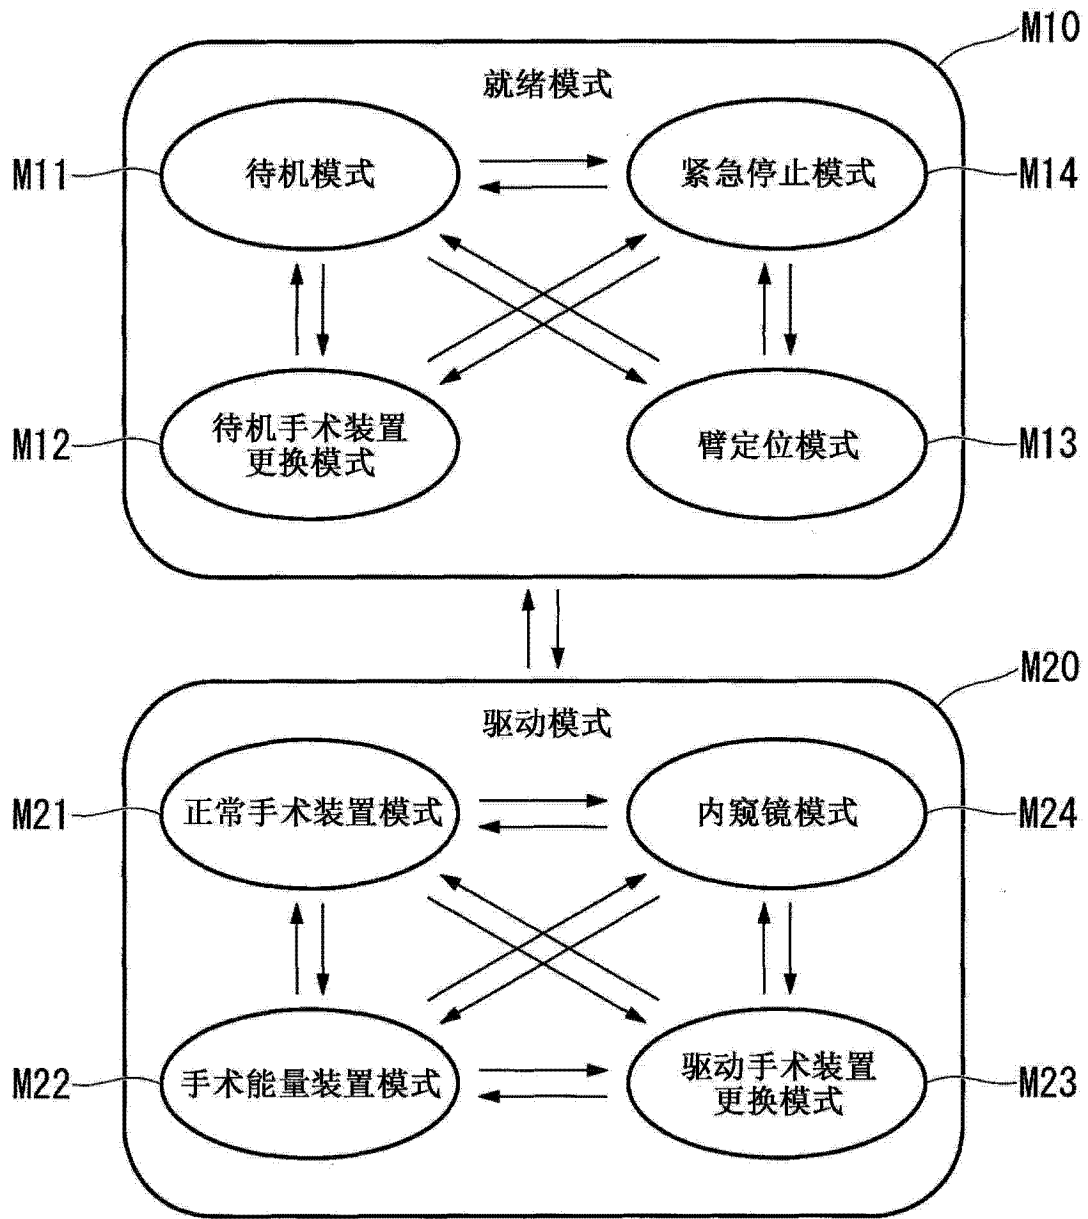 M10
就绪模式
M11
待机模式
紧急停止模式
M14
M12
待机手术装置
更换模式
臂定位模式
M13
M20
驱动模式
M21
正常手术装置模式
内窥镜模式
M24
M22
手术能量装置模式
驱动手术装置
更换模式
M23